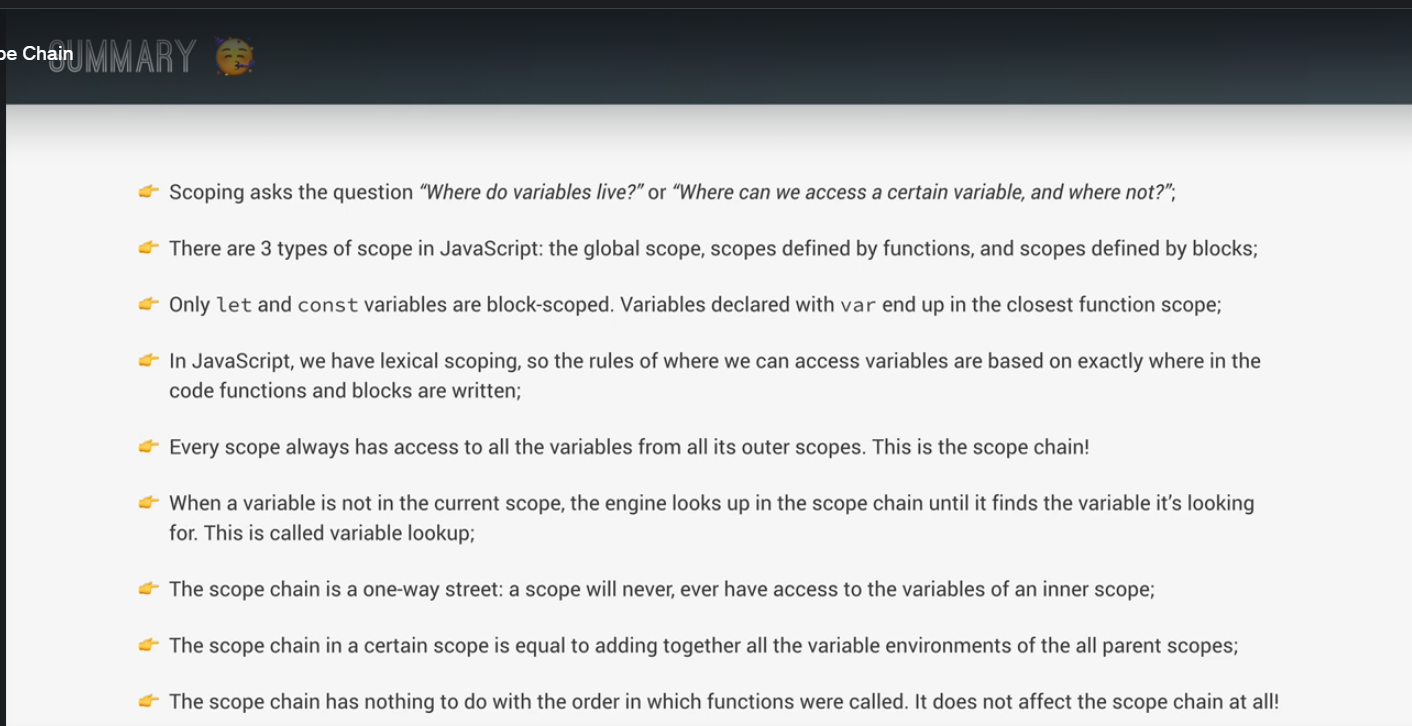 pe Chain
SUMMARY 🥳
👉 Scoping asks the question “Where do variables live?” or “Where can we access a certain variable, and where not?”;
👉 There are 3 types of scope in JavaScript: the global scope, scopes defined by functions, and scopes defined by blocks;
👉 Only let and const variables are block-scoped. Variables declared with var end up in the closest function scope;
👉 In JavaScript, we have lexical scoping, so the rules of where we can access variables are based on exactly where in the
code functions and blocks are written;
👉 Every scope always has access to all the variables from all its outer scopes. This is the scope chain!
👉 When a variable is not in the current scope, the engine looks up in the scope chain until it finds the variable it’s looking
for. This is called variable lookup;
👉 The scope chain is a one-way street: a scope will never, ever have access to the variables of an inner scope;
👉 The scope chain in a certain scope is equal to adding together all the variable environments of the all parent scopes;
👉 The scope chain has nothing to do with the order in which functions were called. It does not affect the scope chain at all!